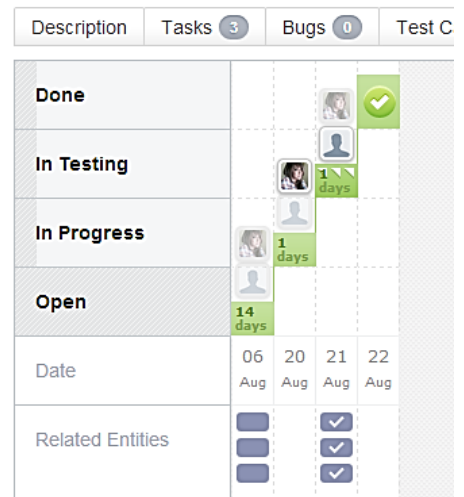 Description Tasks 3 Bugs 0 Test C
Done
In Testing
1
days
In Progress
1
days
Open
14
days
Date 06 20 21 22
Aug Aug Aug Aug
Related Entities